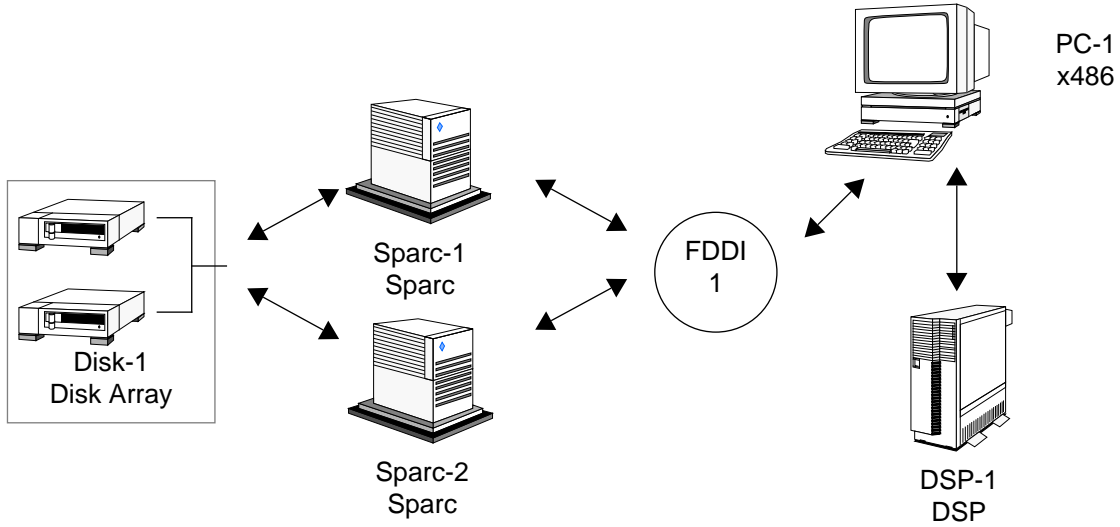 PC-1
x486
Sparc-1
Sparc
FDDI
1
Disk-1
Disk Array
Sparc-2
Sparc
DSP-1
DSP